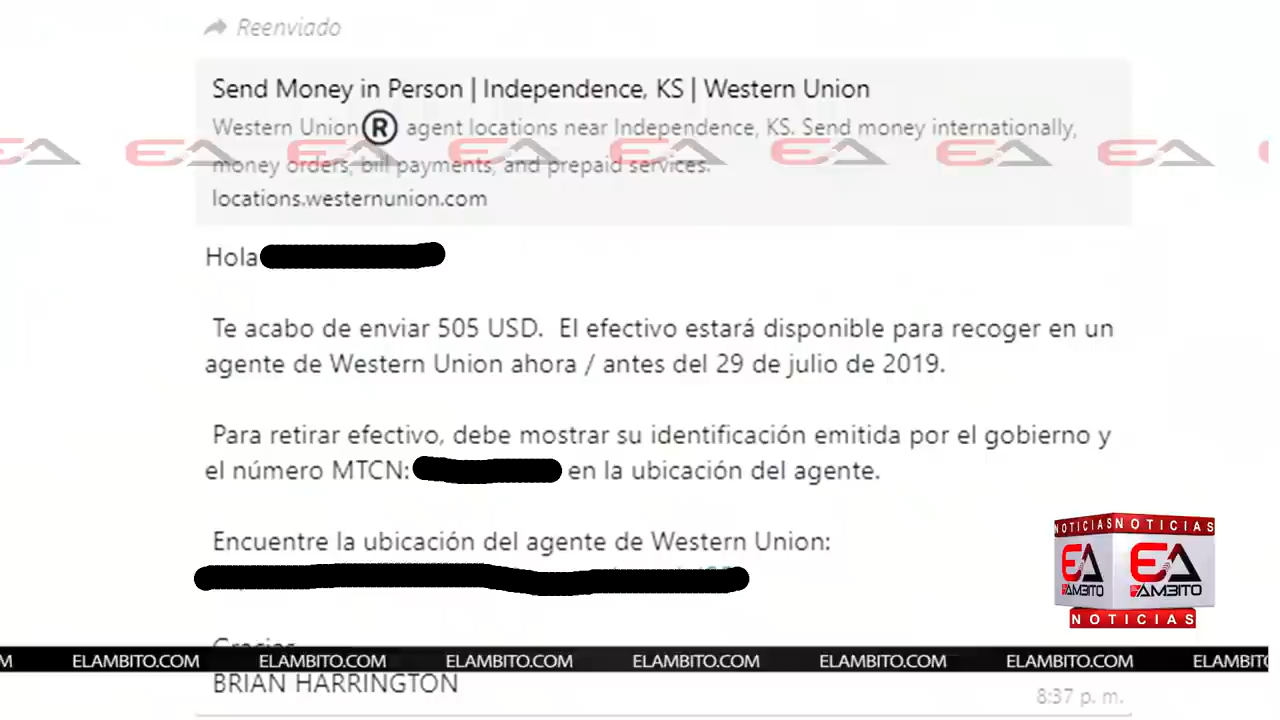 Reenviado
Send Money in Person | Independence, KS | Western Union
Western Union® agent locations near Independence, KS. Send money internationally,
money orders, bill payments, and prepaid services.
locations.westernunion.com
Hola
Te acabo de enviar 505 USD. El efectivo estará disponible para recoger en un
agente de Western Union ahora / antes del 29 de julio de 2019.
Para retirar efectivo, debe mostrar su identificación emitida por el gobierno y
el número MTCN: en la ubicación del agente.
Encuentre la ubicación del agente de Western Union:
NOTICIAS NOTICIAS
EA EA
ÁMBITO EL ÁMBITO
NOTICIAS
Gracias
ELAMBITO.COM ELAMBITO.COM ELAMBITO.COM ELAMBITO.COM ELAMBITO.COM ELAMBITO.COM
BRIAN HARRINGTON
8:37 p. m.